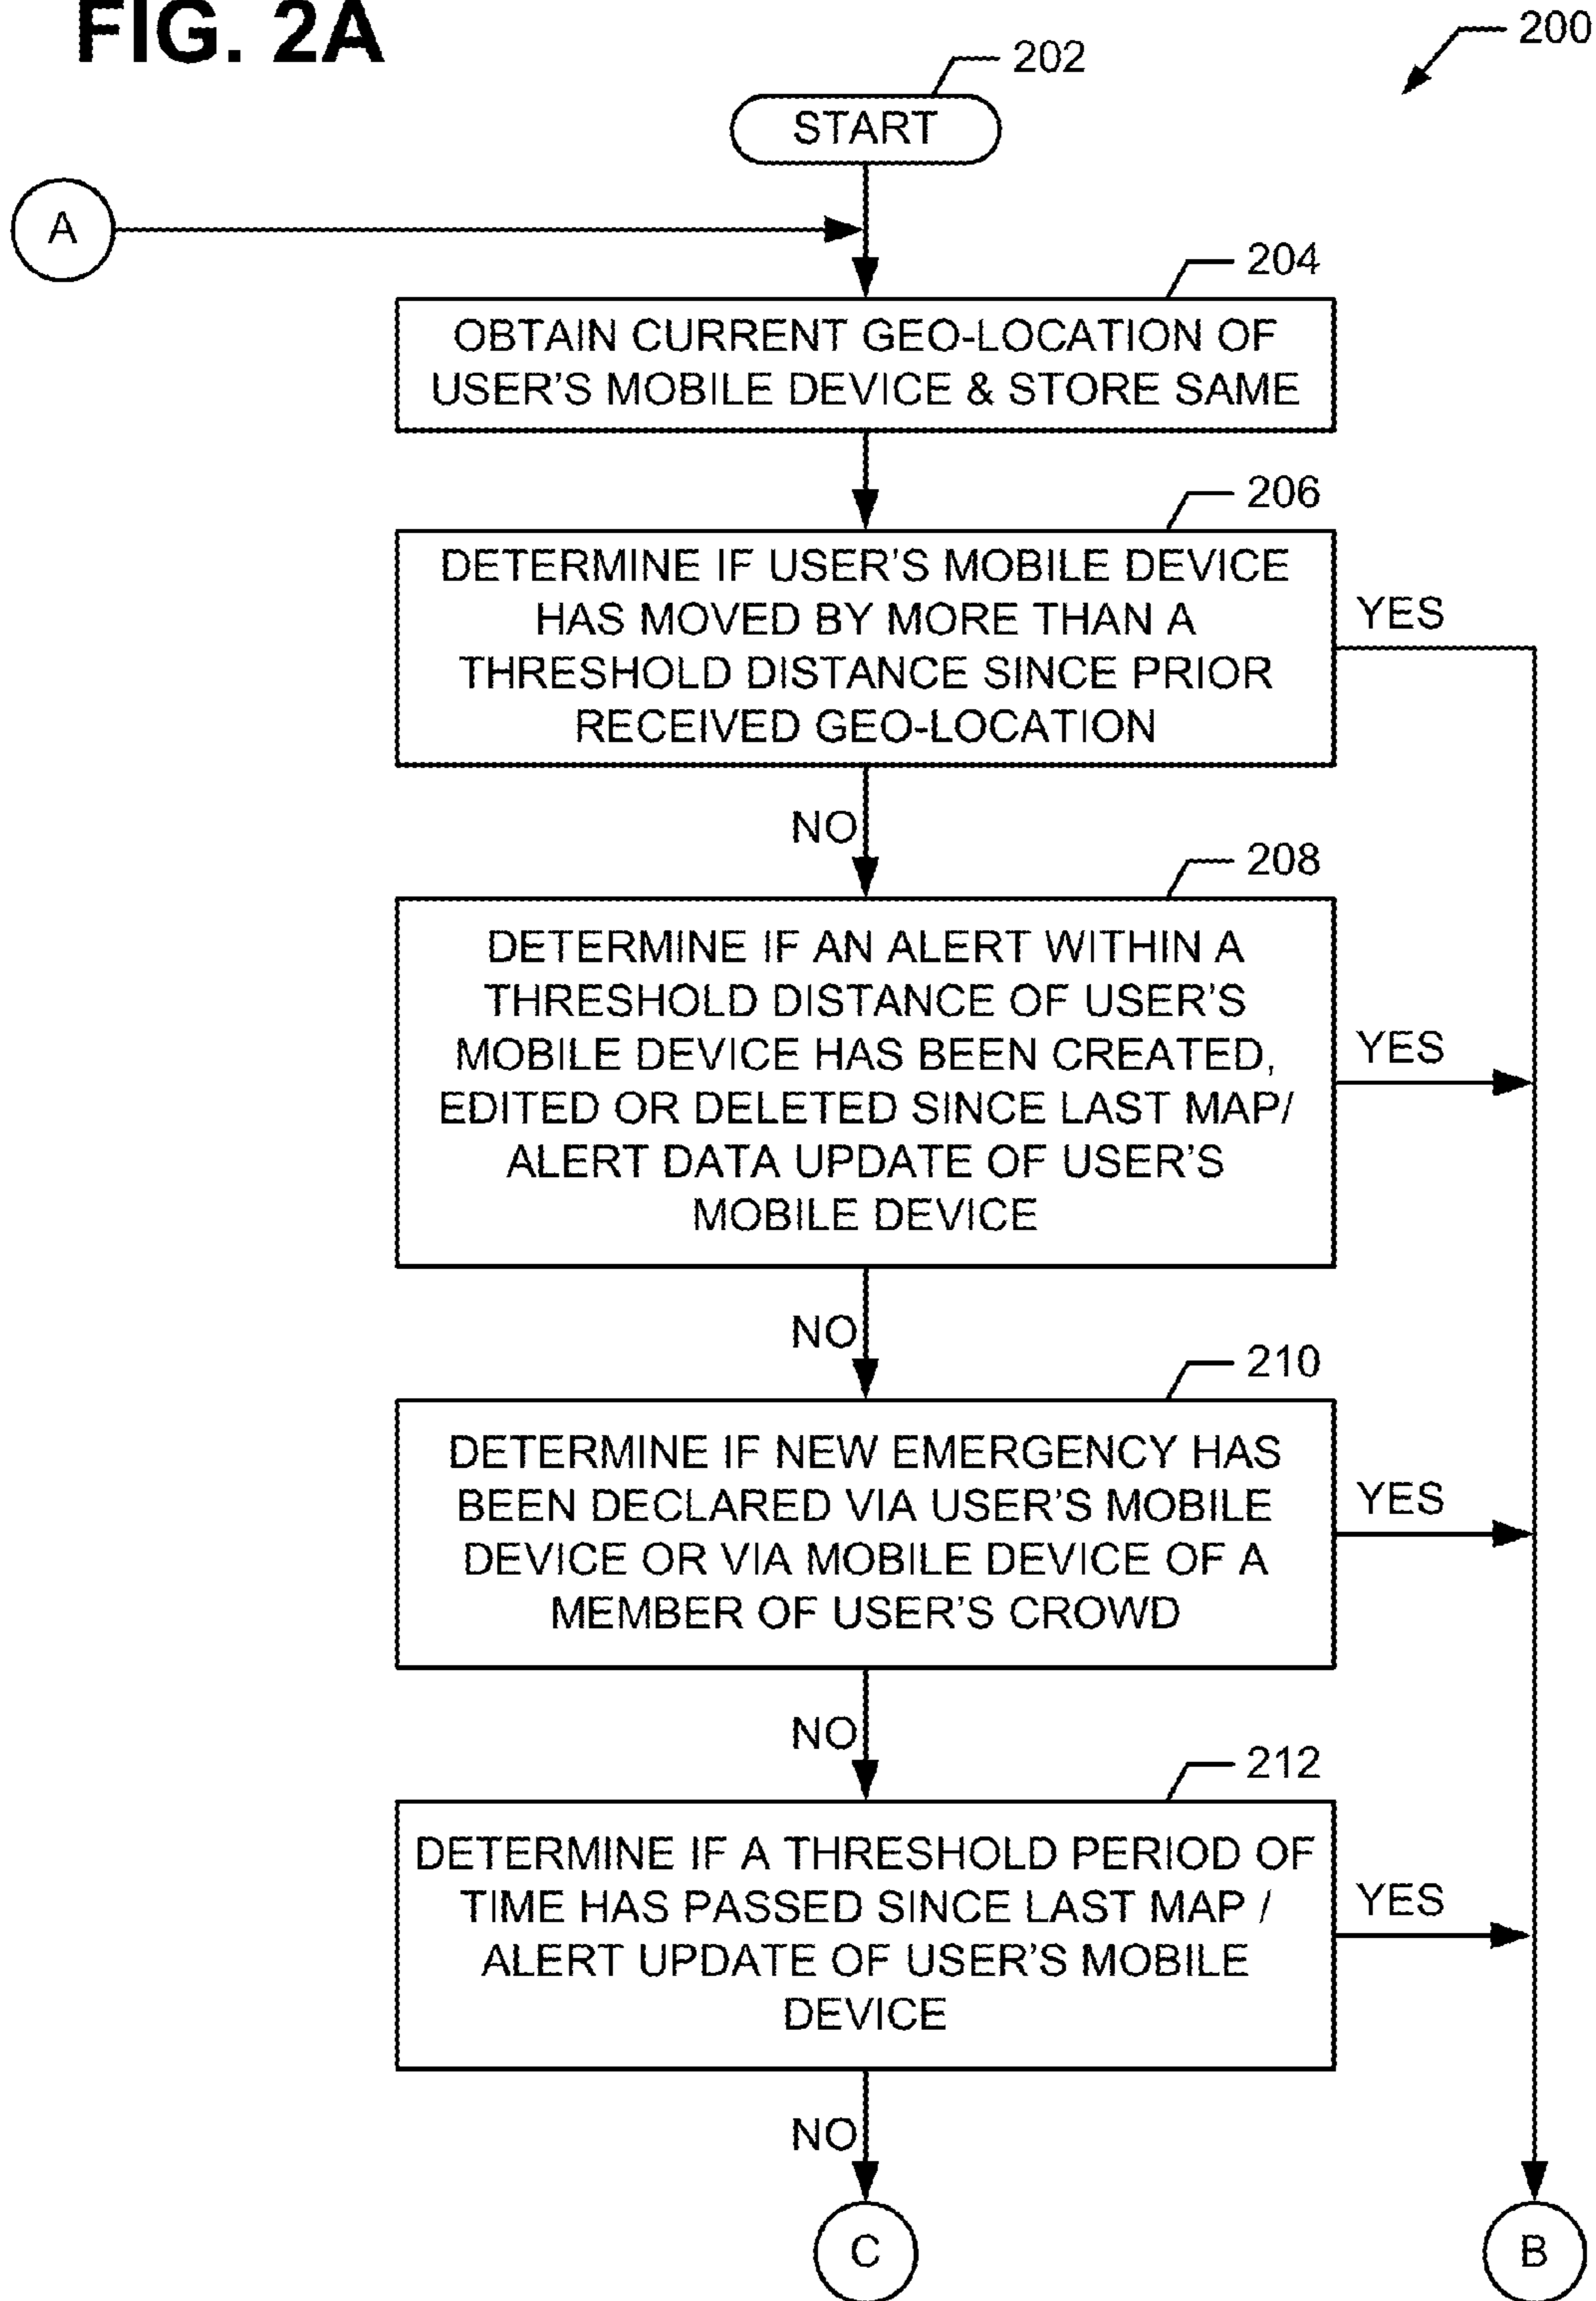 FIG. 2A
200
202
START
A
204
OBTAIN CURRENT GEO-LOCATION OF
USER'S MOBILE DEVICE & STORE SAME
206
DETERMINE IF USER'S MOBILE DEVICE
HAS MOVED BY MORE THAN A
THRESHOLD DISTANCE SINCE PRIOR
RECEIVED GEO-LOCATION
YES
NO
208
DETERMINE IF AN ALERT WITHIN A
THRESHOLD DISTANCE OF USER'S
MOBILE DEVICE HAS BEEN CREATED,
EDITED OR DELETED SINCE LAST MAP/
ALERT DATA UPDATE OF USER'S
MOBILE DEVICE
YES
NO
210
DETERMINE IF NEW EMERGENCY HAS
BEEN DECLARED VIA USER'S MOBILE
DEVICE OR VIA MOBILE DEVICE OF A
MEMBER OF USER'S CROWD
YES
NO
212
DETERMINE IF A THRESHOLD PERIOD OF
TIME HAS PASSED SINCE LAST MAP /
ALERT UPDATE OF USER'S MOBILE
DEVICE
YES
NO
C
B